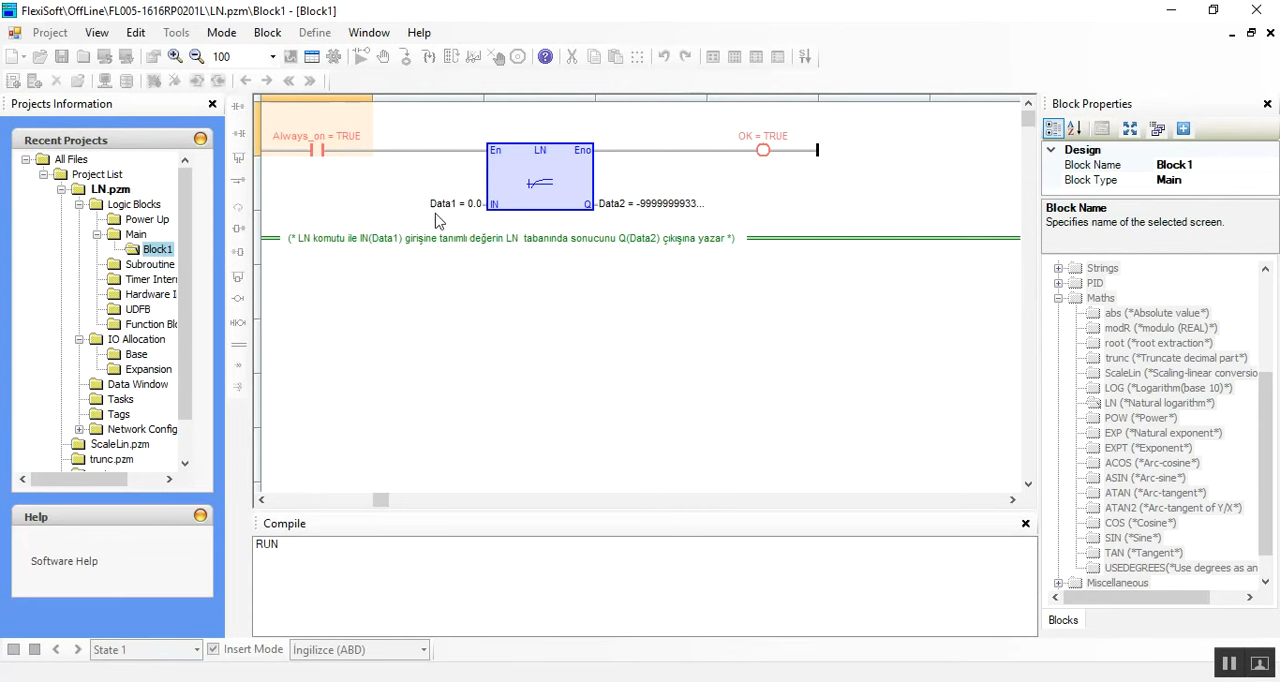 FlexiSoft\OffLine\FL005-1616RP0201L\LN.pzm\Block1 - [Block1]
Project View Edit Tools Mode Block Define Window Help
100
Projects Information
Recent Projects
All Files
Project List
LN.pzm
Logic Blocks
Power Up
Main
Block1
Subroutine
Timer Inter
Hardware I
UDFB
Function Blo
IO Allocation
Base
Expansion
Data Window
Tasks
Tags
Network Config
ScaleLin.pzm
trunc.pzm
Help
Software Help
Always_on = TRUE
OK = TRUE
En LN Eno
Data1 = 0.0 IN Q Data2 = -9999999933...
(* LN komutu ile IN(Data1) girişine tanımlı değerin LN tabanında sonucunu Q(Data2) çıkışına yazar *)
Compile
RUN
Block Properties
Design
Block Name Block1
Block Type Main
Block Name
Specifies name of the selected screen.
Strings
PID
Maths
abs (*Absolute value*)
modR (*modulo (REAL)*)
root (*root extraction*)
trunc (*Truncate decimal part*)
ScaleLin (*Scaling-linear conversio
LOG (*Logarithm(base 10)*)
LN (*Natural logarithm*)
POW (*Power*)
EXP (*Natural exponent*)
EXPT (*Exponent*)
ACOS (*Arc-cosine*)
ASIN (*Arc-sine*)
ATAN (*Arc-tangent*)
ATAN2 (*Arc-tangent of Y/X*)
COS (*Cosine*)
SIN (*Sine*)
TAN (*Tangent*)
USEDEGREES(*Use degrees as an
Miscellaneous
Blocks
State 1
Insert Mode
İngilizce (ABD)